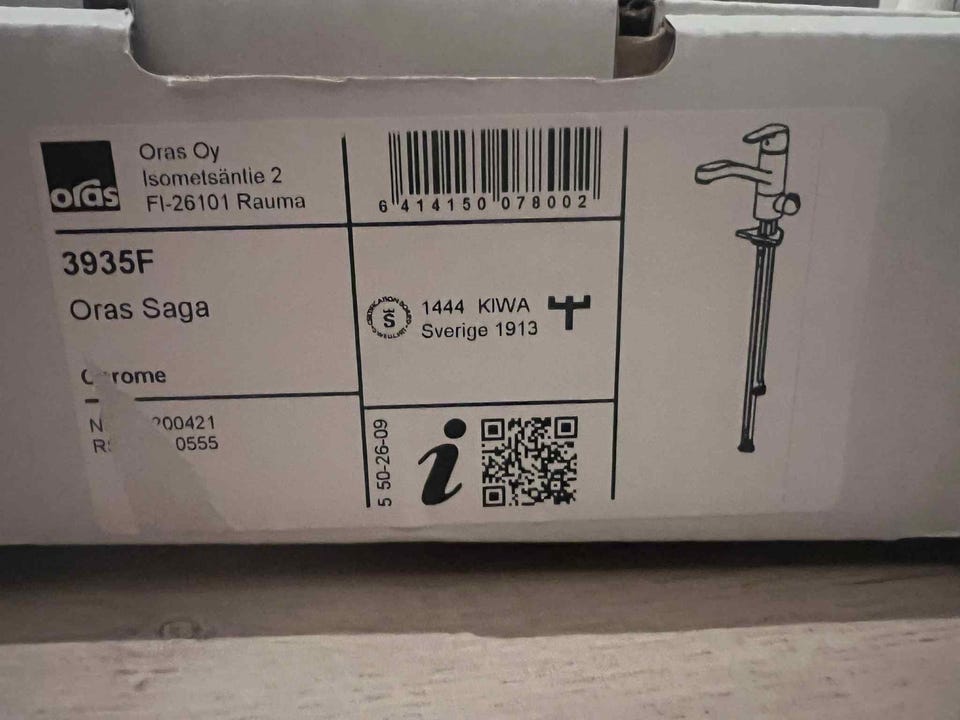 oras
Oras Oy
Isometsäntie 2
FI-26101 Rauma
6 414150 078002
3935F
Oras Saga
1444 KIWA
Sverige 1913
200421
0555
5 50-26-09
i